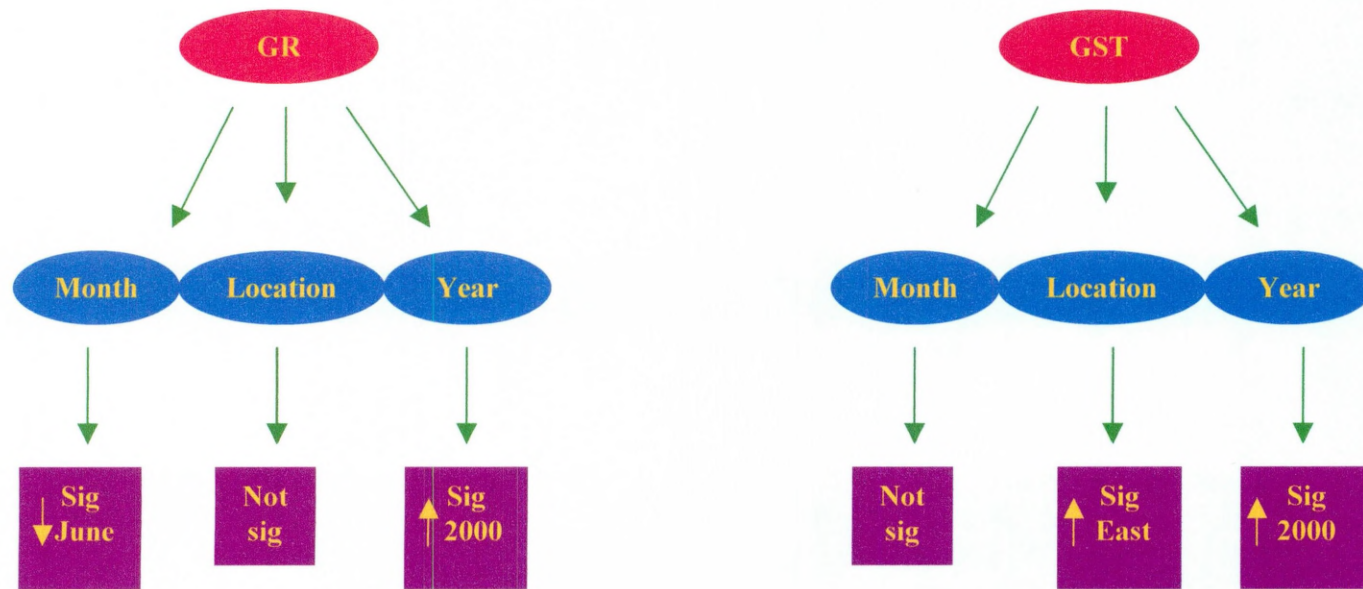 GR
GST
Month
Location
Year
Month
Location
Year
Sig
June
Not
sig
Sig
2000
Not
sig
Sig
East
Sig
2000